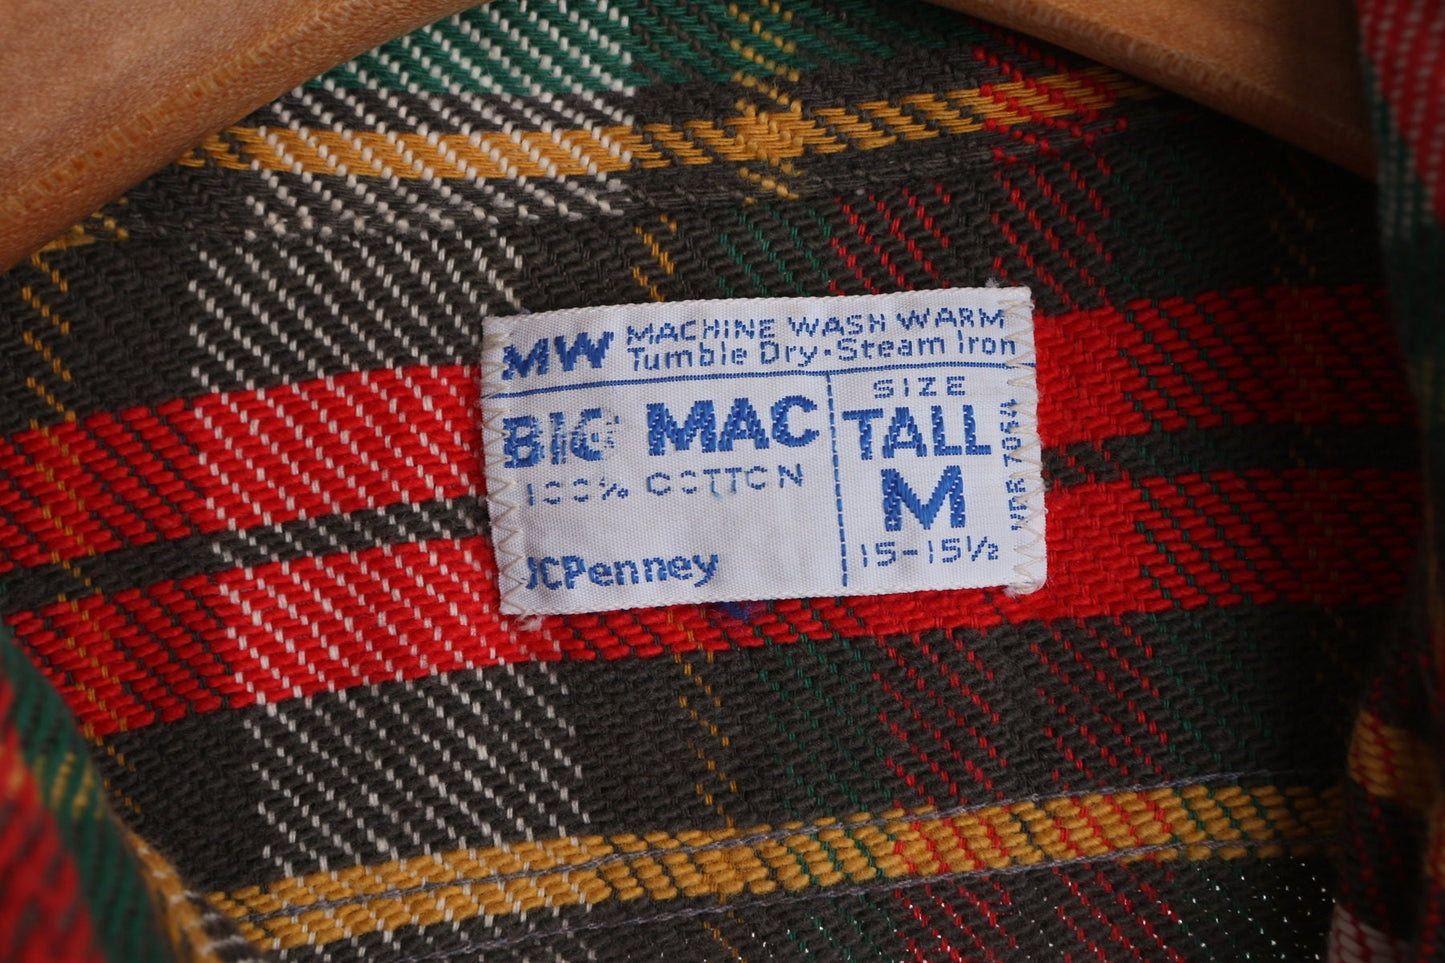 MW MACHINE WASH WARM
Tumble Dry·Steam Iron
BIG MAC
100% COTTON
JCPenney
SIZE
TALL
M
15-15½